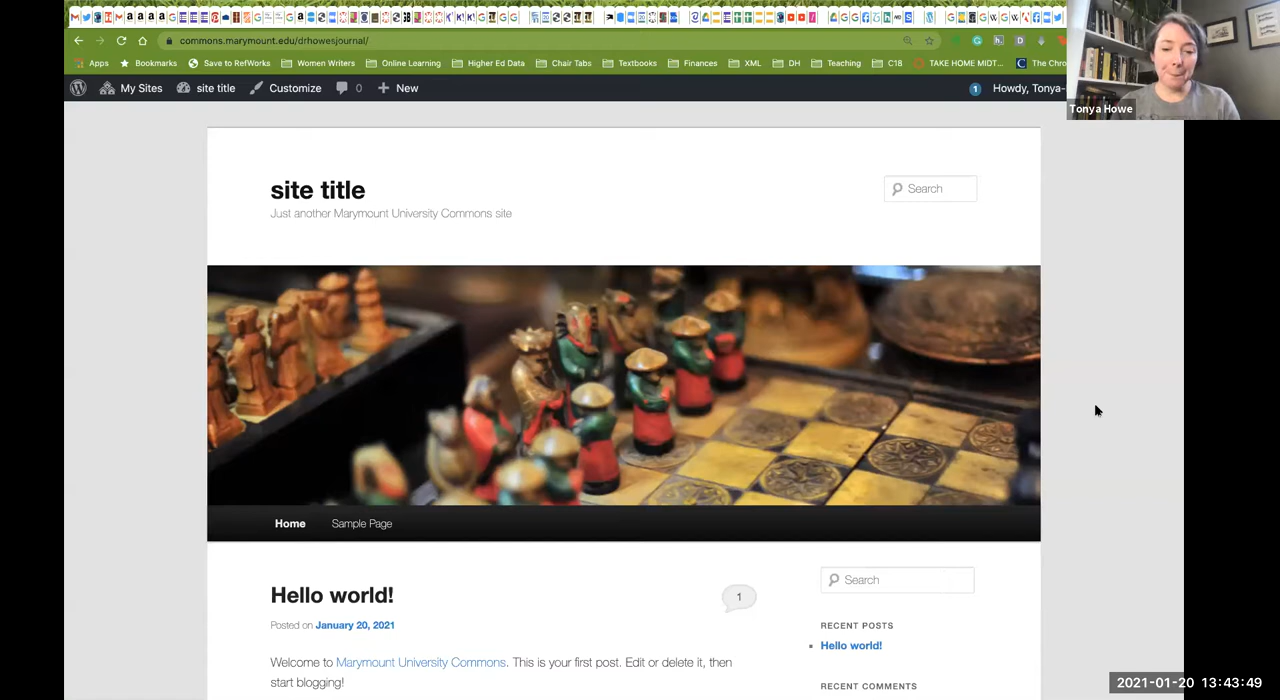 commons.marymount.edu/drhowesjournal/
Apps Bookmarks Save to RefWorks Women Writers Online Learning Higher Ed Data Chair Tabs Textbooks Finances XML DH Teaching C18 TAKE HOME MIDT... The Chro
My Sites site title Customize 0 New 1 Howdy, Tonya-
Tonya Howe
site title
Search
Just another Marymount University Commons site
Home Sample Page
Hello world!
1
Search
Posted on January 20, 2021
RECENT POSTS
Hello world!
Welcome to Marymount University Commons. This is your first post. Edit or delete it, then
start blogging!
RECENT COMMENTS
2021-01-20 13:43:49